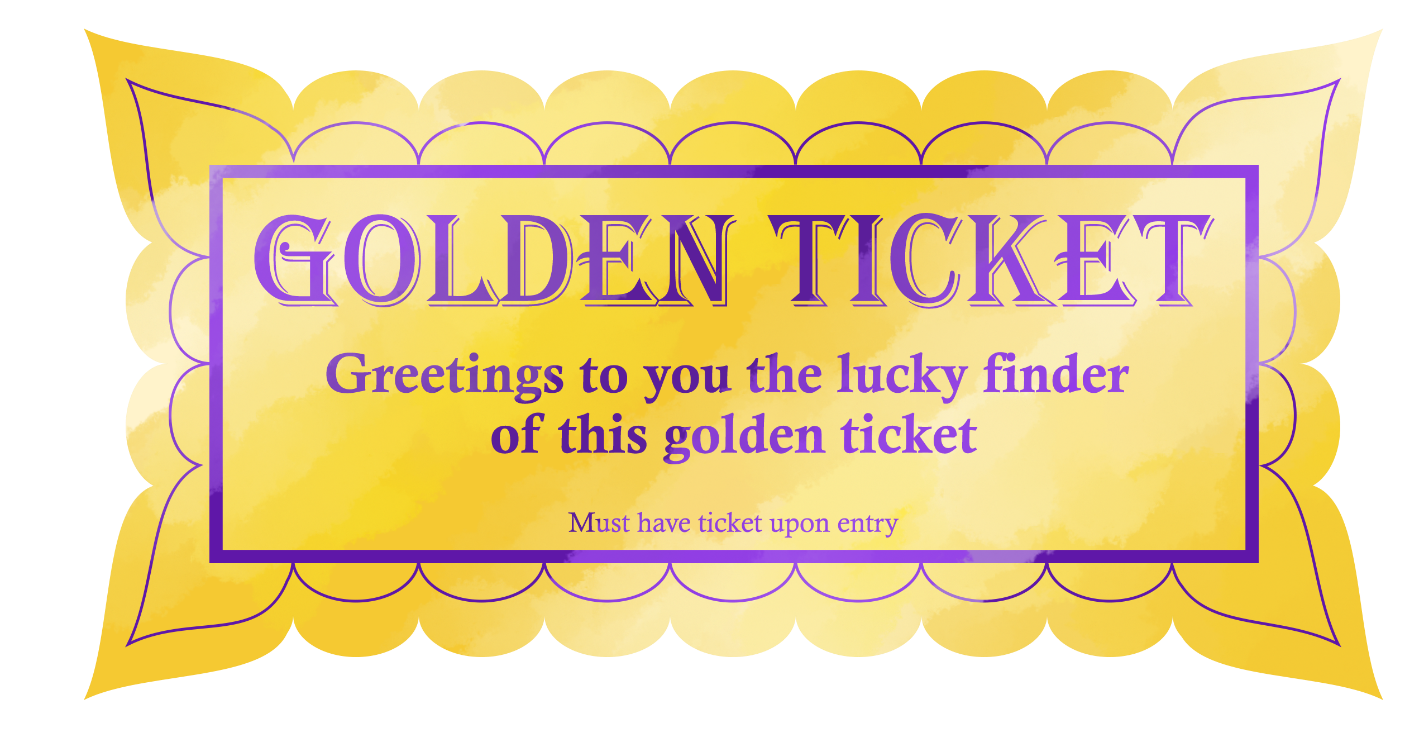 GOLDEN TICKET
Greetings to you the lucky finder
of this golden ticket
Must have ticket upon entry